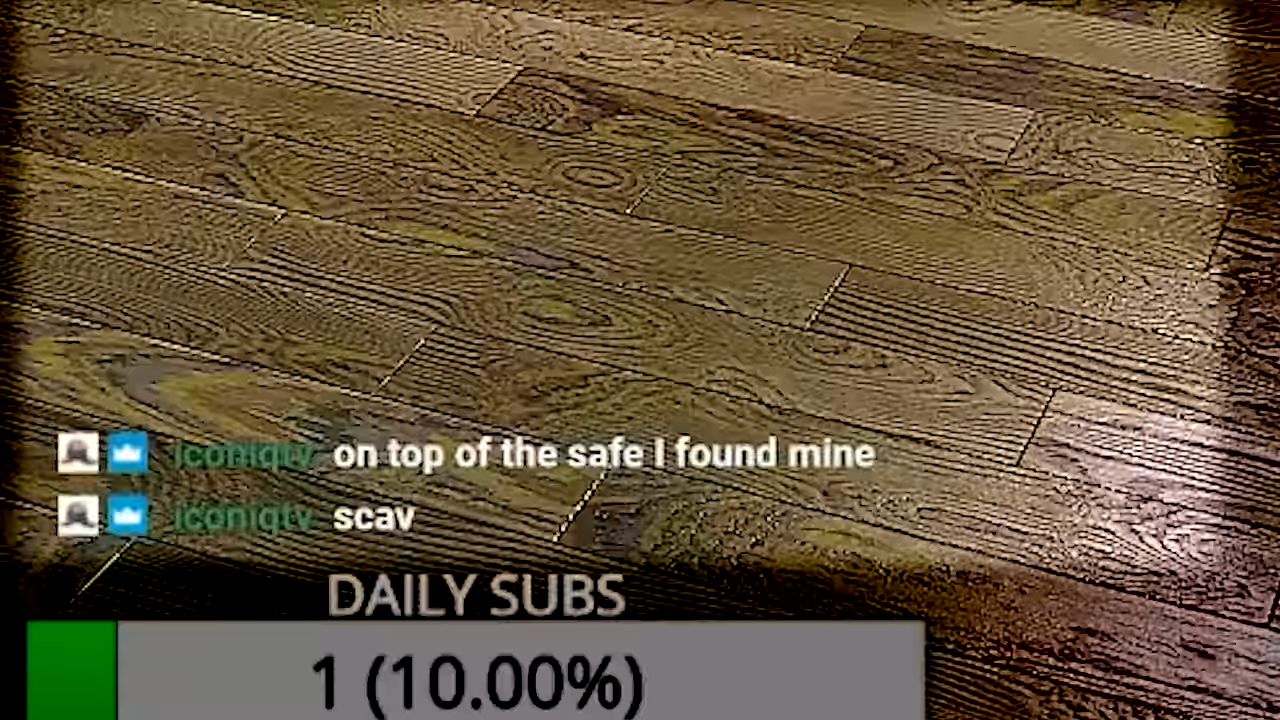 iconiqtv on top of the safe I found mine
iconiqtv scav
DAILY SUBS
1 (10.00%)